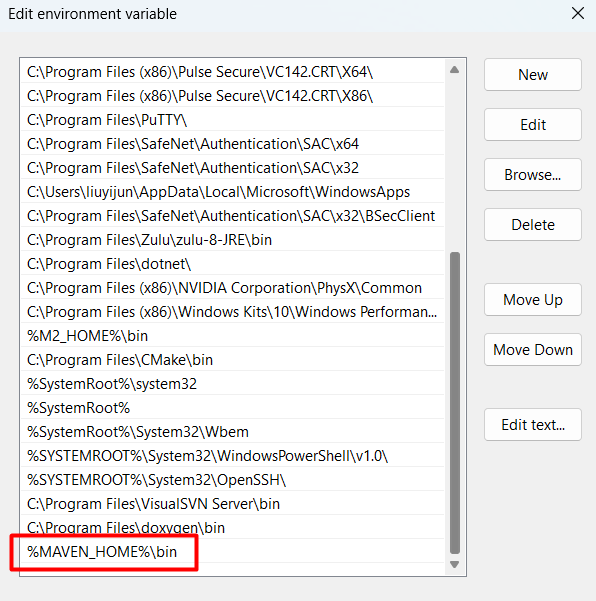 Edit environment variable
C:\Program Files (x86)\Pulse Secure\VC142.CRT\X64\
C:\Program Files (x86)\Pulse Secure\VC142.CRT\X86\
C:\Program Files\PuTTY\
C:\Program Files\SafeNet\Authentication\SAC\x64
C:\Program Files\SafeNet\Authentication\SAC\x32
C:\Users\liuyijun\AppData\Local\Microsoft\WindowsApps
C:\Program Files\SafeNet\Authentication\SAC\x32\BSecClient
C:\Program Files\Zulu\zulu-8-JRE\bin
C:\Program Files\dotnet\
C:\Program Files (x86)\NVIDIA Corporation\PhysX\Common
C:\Program Files (x86)\Windows Kits\10\Windows Performan...
%M2_HOME%\bin
C:\Program Files\CMake\bin
%SystemRoot%\system32
%SystemRoot%
%SystemRoot%\System32\Wbem
%SYSTEMROOT%\System32\WindowsPowerShell\v1.0\
%SYSTEMROOT%\System32\OpenSSH\
C:\Program Files\VisualSVN Server\bin
C:\Program Files\doxygen\bin
%MAVEN_HOME%\bin
New
Edit
Browse...
Delete
Move Up
Move Down
Edit text...